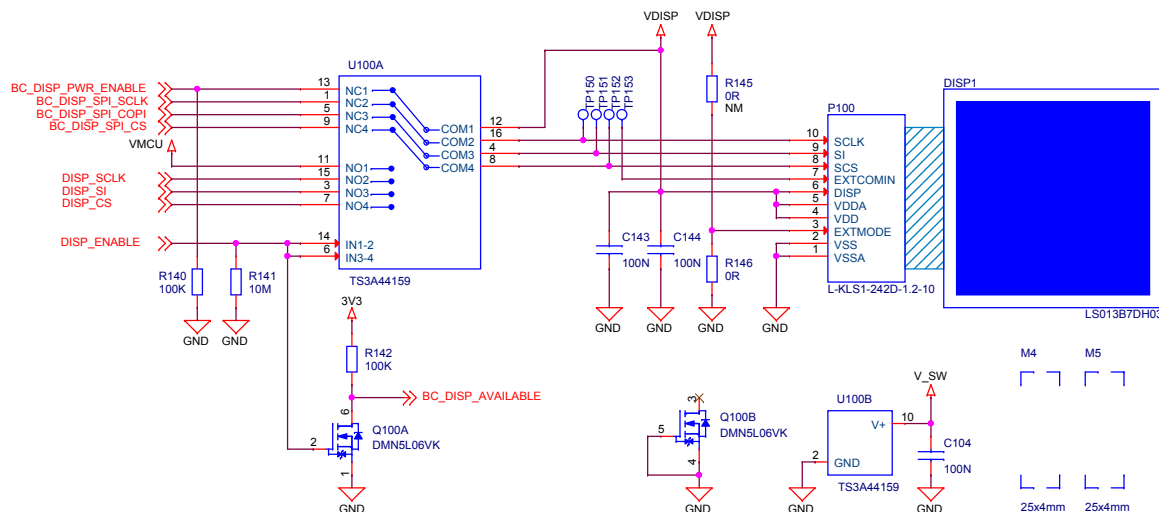 VDISP
VDISP
U100A
BC_DISP_PWR_ENABLE
BC_DISP_SPI_SCLK
BC_DISP_SPI_COPI
BC_DISP_SPI_CS
VMCU
13
1
5
9
NC1
NC2
NC3
NC4
COM1
COM2
COM3
COM4
12
16
4
8
11
15
3
7
NO1
NO2
NO3
NO4
DISP_SCLK
DISP_SI
DISP_CS
DISP_ENABLE
14
6
IN1-2
IN3-4
TS3A44159
R140
100K
R141
10M
GND
GND
TP150
TP151
TP152
TP153
R145
0R
NM
C143
100N
C144
100N
R146
0R
GND
GND
GND
GND
P100
10
9
8
7
6
5
4
3
2
1
SCLK
SI
SCS
EXTCOMIN
DISP
VDDA
VDD
EXTMODE
VSS
VSSA
L-KLS1-242D-1.2-10
DISP1
LS013B7DH03
3V3
R142
100K
BC_DISP_AVAILABLE
6
2
1
Q100A
DMN5L06VK
GND
3
5
4
Q100B
DMN5L06VK
GND
U100B
V+
10
2
GND
TS3A44159
GND
V_SW
C104
100N
GND
M4
M5
25x4mm
25x4mm